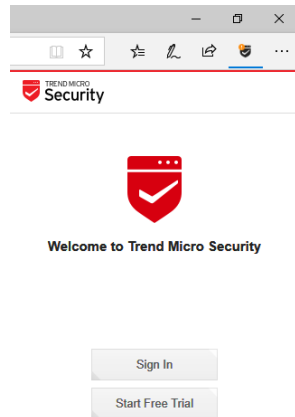 TREND MICRO
Security
Welcome to Trend Micro Security
Sign In
Start Free Trial